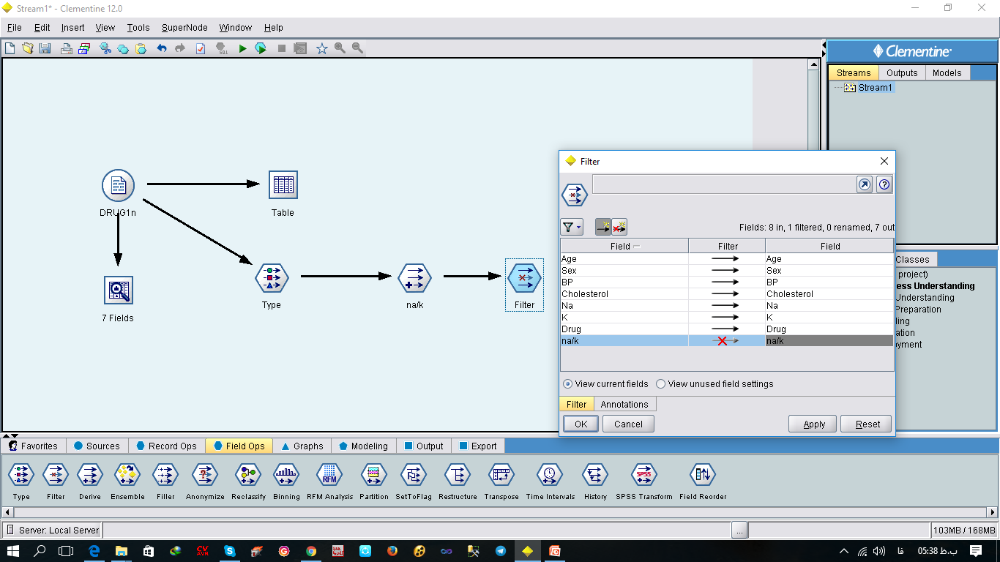 Stream1* - Clementine 12.0
File Edit Insert View Tools SuperNode Window Help
SQL
Clementine
Streams Outputs Models
Stream1
DRUG1n
Table
7 Fields
Type
na/k
Filter
Filter
Fields: 8 in, 1 filtered, 0 renamed, 7 out
Field Filter Field
Age Age
Sex Sex
BP BP
Cholesterol Cholesterol
Na Na
K K
Drug Drug
na/k na/k
View current fields View unused field settings
Filter Annotations
OK Cancel Apply Reset
Classes
project)
ess Understanding
Understanding
Preparation
ling
ation
yment
Favorites Sources Record Ops Field Ops Graphs Modeling Output Export
RFM SPSS
Type Filter Derive Ensemble Filler Anonymize Reclassify Binning RFM Analysis Partition SetToFlag Restructure Transpose Time Intervals History SPSS Transform Field Reorder
Server: Local Server ... 103MB / 168MB
فا 05:38 ب.ظ